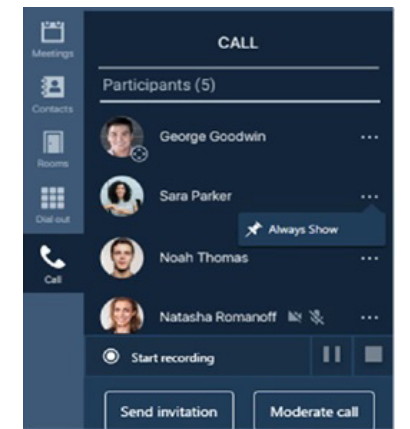 Meetings
Contacts
Rooms
Dial out
Call
CALL
Participants (5)
George Goodwin
Sara Parker
Always Show
Noah Thomas
Natasha Romanoff
Start recording
Send invitation
Moderate call